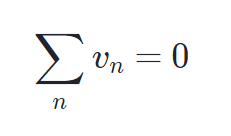 ∑ₙ vₙ = 0